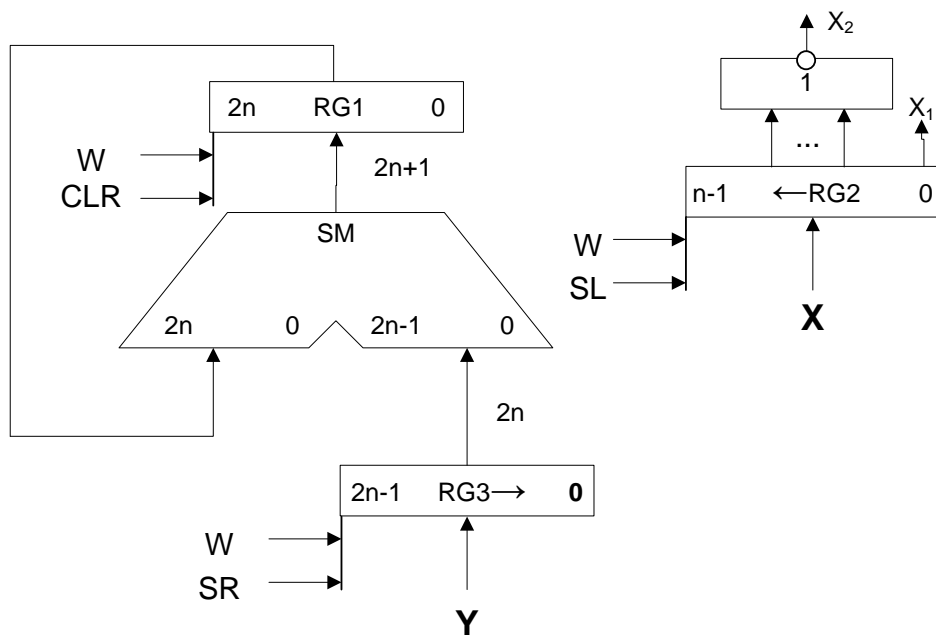 X₂
1
2n RG1 0
X₁
...
W
2n+1
CLR
n-1 ←RG2 0
SM
W
SL
X
2n 0 2n-1 0
2n
2n-1 RG3→ 0
W
SR
Y